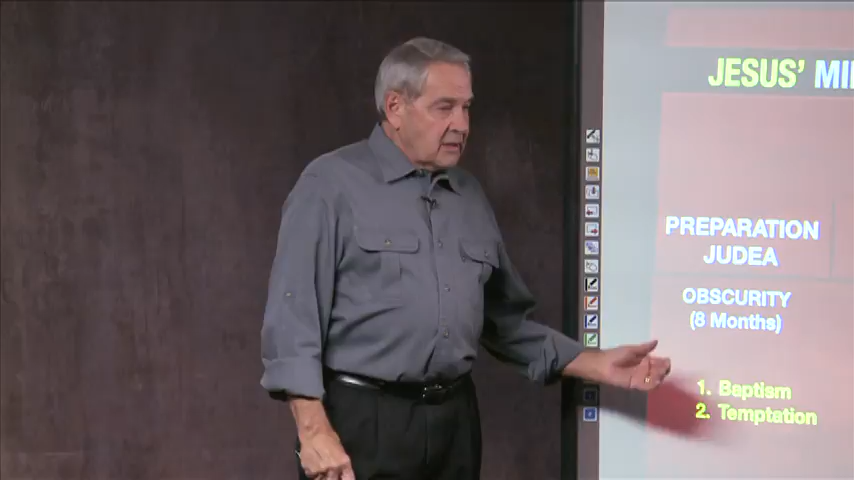 JESUS' MI
PREPARATION
JUDEA
OBSCURITY
(8 Months)
1. Baptism
2. Temptation